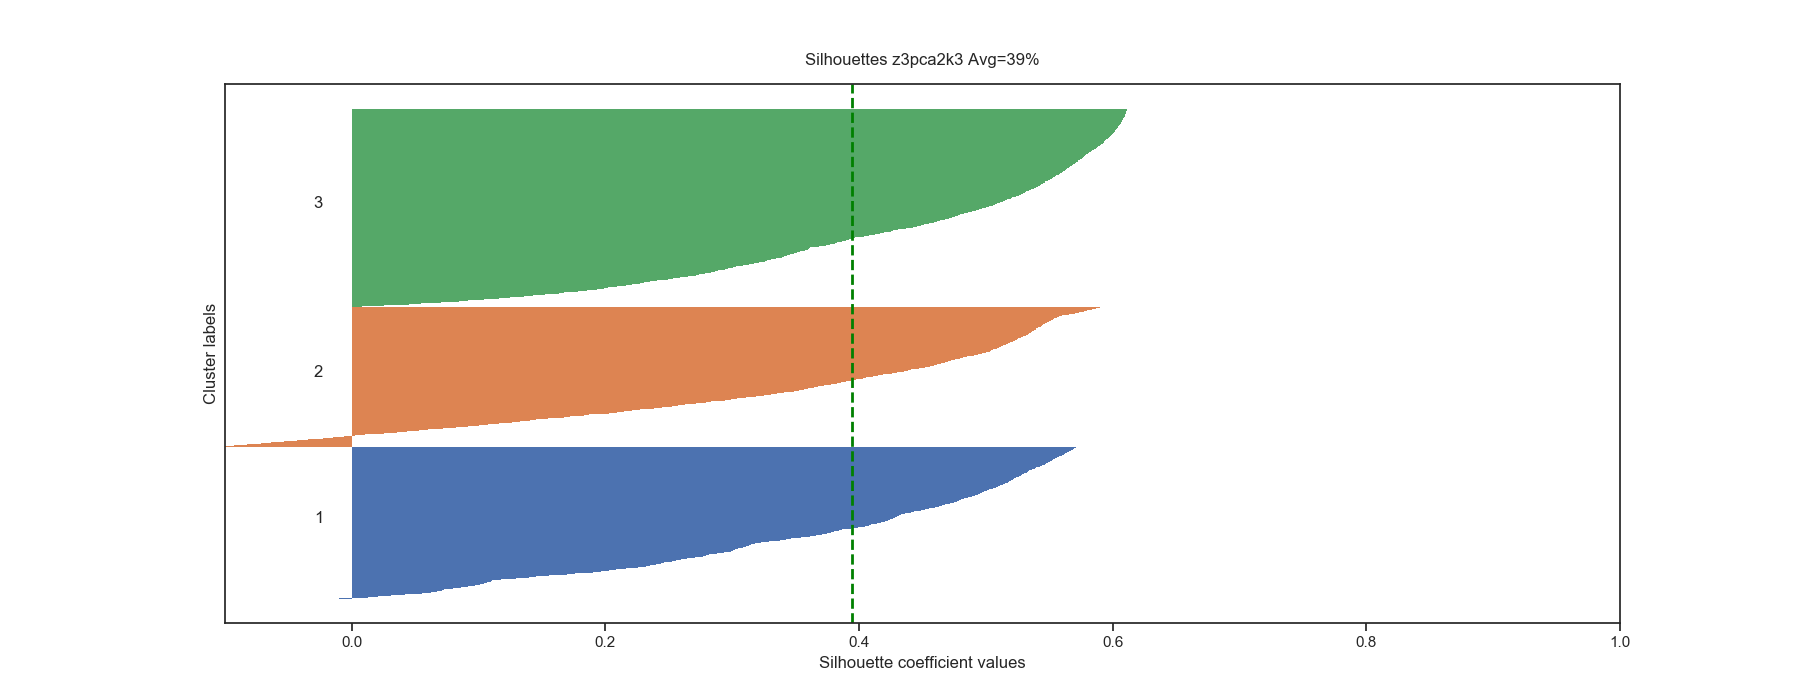 Silhouettes z3pca2k3 Avg=39%
3
2
1
Cluster labels
0.0 0.2 0.4 0.6 0.8 1.0
Silhouette coefficient values